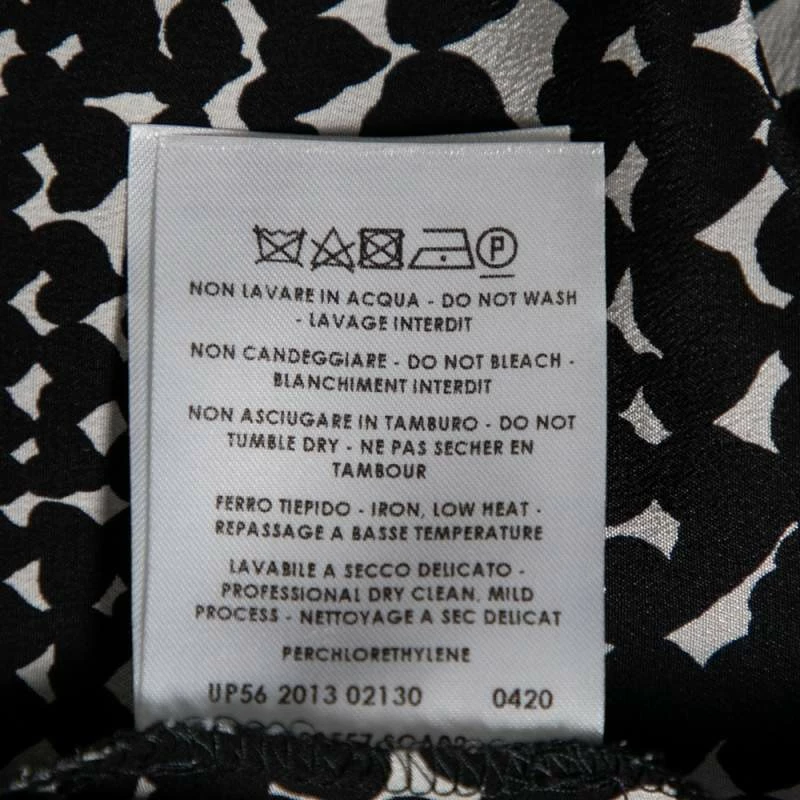 P
NON LAVARE IN ACQUA - DO NOT WASH
- LAVAGE INTERDIT
NON CANDEGGIARE - DO NOT BLEACH -
BLANCHIMENT INTERDIT
NON ASCIUGARE IN TAMBURO - DO NOT
TUMBLE DRY - NE PAS SECHER EN
TAMBOUR
FERRO TIEPIDO - IRON, LOW HEAT -
REPASSAGE A BASSE TEMPERATURE
LAVABILE A SECCO DELICATO -
PROFESSIONAL DRY CLEAN, MILD
PROCESS - NETTOYAGE A SEC DELICAT
PERCHLORETHYLENE
UP56 2013 02130 0420